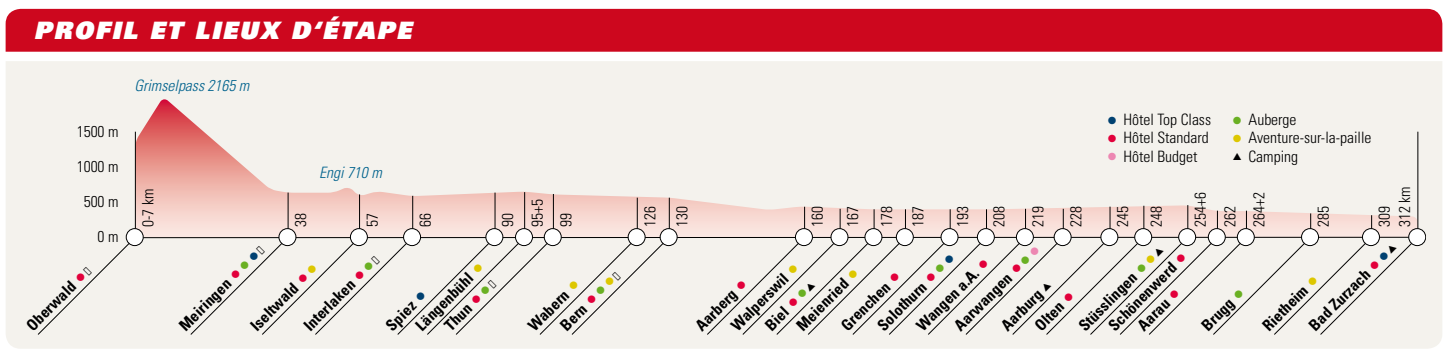 PROFIL ET LIEUX D'ÉTAPE
Grimselpass 2165 m
Engi 710 m
1500 m
1000 m
500 m
0 m
Hôtel Top Class
Hôtel Standard
Hôtel Budget
Auberge
Aventure-sur-la-paille
Camping
0-7 km
38
57
66
90
95+5
99
126
130
160
167
178
187
193
208
219
228
245
248
254+6
262
264+2
285
309
312 km
Oberwald
Meiringen
Iseltwald
Interlaken
Spiez
Längenbühl
Thun
Wabern
Bern
Aarberg
Walperswil
Biel
Meienried
Grenchen
Solothurn
Wangen a.A.
Aarwangen
Aarburg
Olten
Stüsslingen
Schönenwerd
Aarau
Brugg
Rietheim
Bad Zurzach